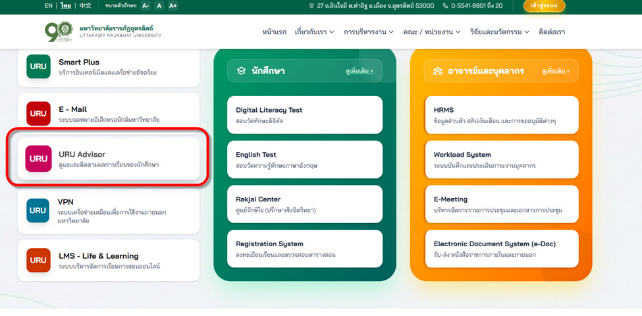 EN | ไทย | 中文 ขนาดตัวอักษร A- A A+
27 ถ.อินใจมี ต.ท่าอิฐ อ.เมือง จ.อุตรดิตถ์ 53000 0-5541-6601 ถึง 20 เข้าสู่ระบบ
มหาวิทยาลัยราชภัฏอุตรดิตถ์
UTTARADIT RAJABHAT UNIVERSITY
หน้าแรก เกี่ยวกับเรา การบริหารงาน คณะ / หน่วยงาน วิจัยและนวัตกรรม ติดต่อเรา
URU Smart Plus
บริการอินเทอร์เน็ตและเครือข่ายอัจฉริยะ
URU E - Mail
ระบบจดหมายอิเล็กทรอนิกส์มหาวิทยาลัย
URU URU Advisor
ดูแลและติดตามผลการเรียนของนักศึกษา
URU VPN
ระบบเครือข่ายเสมือนเพื่อการใช้งานภายนอก
มหาวิทยาลัย
URU LMS - Life & Learning
ระบบบริหารจัดการเรียนการสอนออนไลน์
นักศึกษา ดูเพิ่มเติม +
Digital Literacy Test
สอบวัดทักษะดิจิทัล
English Test
สอบวัดความรู้ทักษะภาษาอังกฤษ
Rakjai Center
ศูนย์รักษ์ใจ (ปรึกษาเชิงจิตวิทยา)
Registration System
ลงทะเบียนเรียนและตรวจสอบตารางสอน
อาจารย์และบุคลากร ดูเพิ่มเติม +
HRMS
ข้อมูลส่วนตัว สลิปเงินเดือน และการขออนุมัติต่างๆ
Workload System
ระบบบันทึกและประเมินภาระงานบุคลากร
E-Meeting
บริหารจัดการวาระการประชุมและเอกสารการประชุม
Electronic Document System (e-Doc)
รับ-ส่ง หนังสือราชการภายในและภายนอก